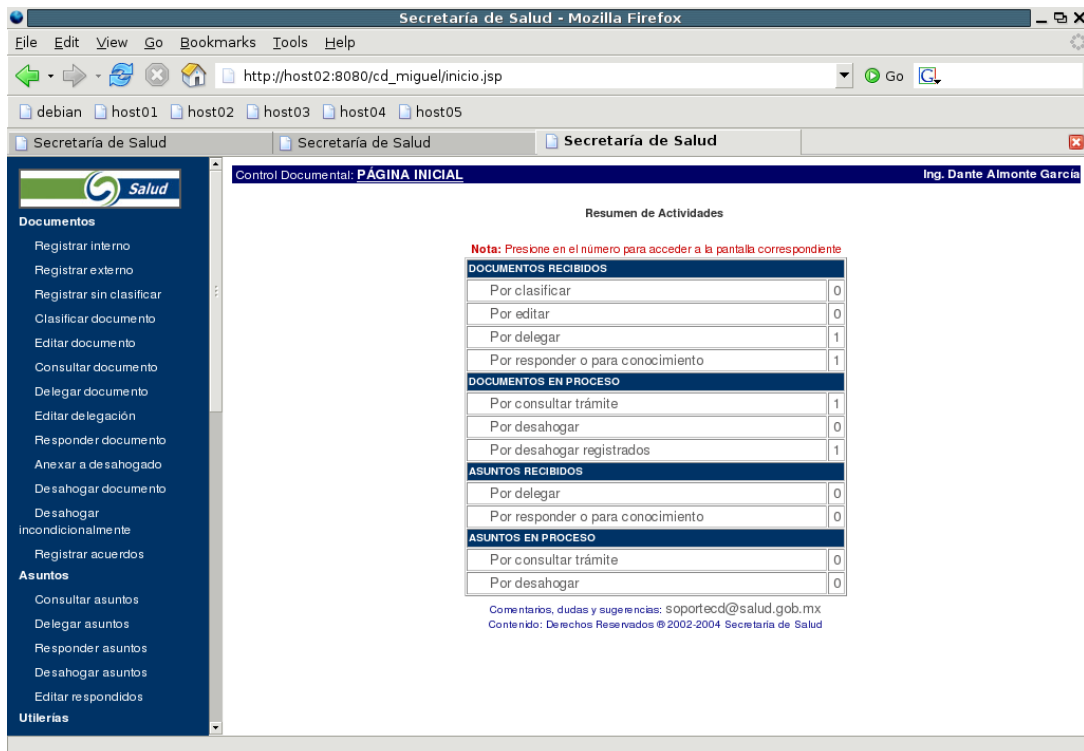 Secretaría de Salud - Mozilla Firefox
File Edit View Go Bookmarks Tools Help
http://host02:8080/cd_miguel/inicio.jsp Go G
debian host01 host02 host03 host04 host05
Secretaría de Salud Secretaría de Salud Secretaría de Salud
Salud
Documentos
Registrar interno
Registrar externo
Registrar sin clasificar
Clasificar documento
Editar documento
Consultar documento
Delegar documento
Editar delegación
Responder documento
Anexar a desahogado
Desahogar documento
Desahogar
incondicionalmente
Registrar acuerdos
Asuntos
Consultar asuntos
Delegar asuntos
Responder asuntos
Desahogar asuntos
Editar respondidos
Utilerías
Control Documental: PÁGINA INICIAL Ing. Dante Almonte García
Resumen de Actividades
Nota: Presione en el número para acceder a la pantalla correspondiente
DOCUMENTOS RECIBIDOS
Por clasificar 0
Por editar 0
Por delegar 1
Por responder o para conocimiento 1
DOCUMENTOS EN PROCESO
Por consultar trámite 1
Por desahogar 0
Por desahogar registrados 1
ASUNTOS RECIBIDOS
Por delegar 0
Por responder o para conocimiento 0
ASUNTOS EN PROCESO
Por consultar trámite 0
Por desahogar 0
Comentarios, dudas y sugerencias: soportecd@salud.gob.mx
Contenido: Derechos Reservados ® 2002-2004 Secretaría de Salud